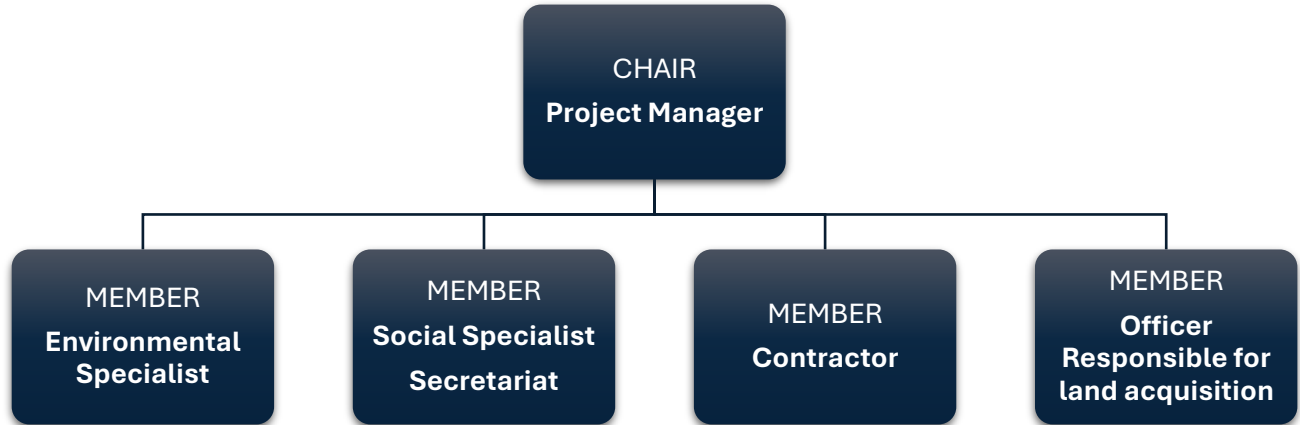 CHAIR
Project Manager
MEMBER
Environmental
Specialist
MEMBER
Social Specialist
Secretariat
MEMBER
Contractor
MEMBER
Officer
Responsible for
land acquisition